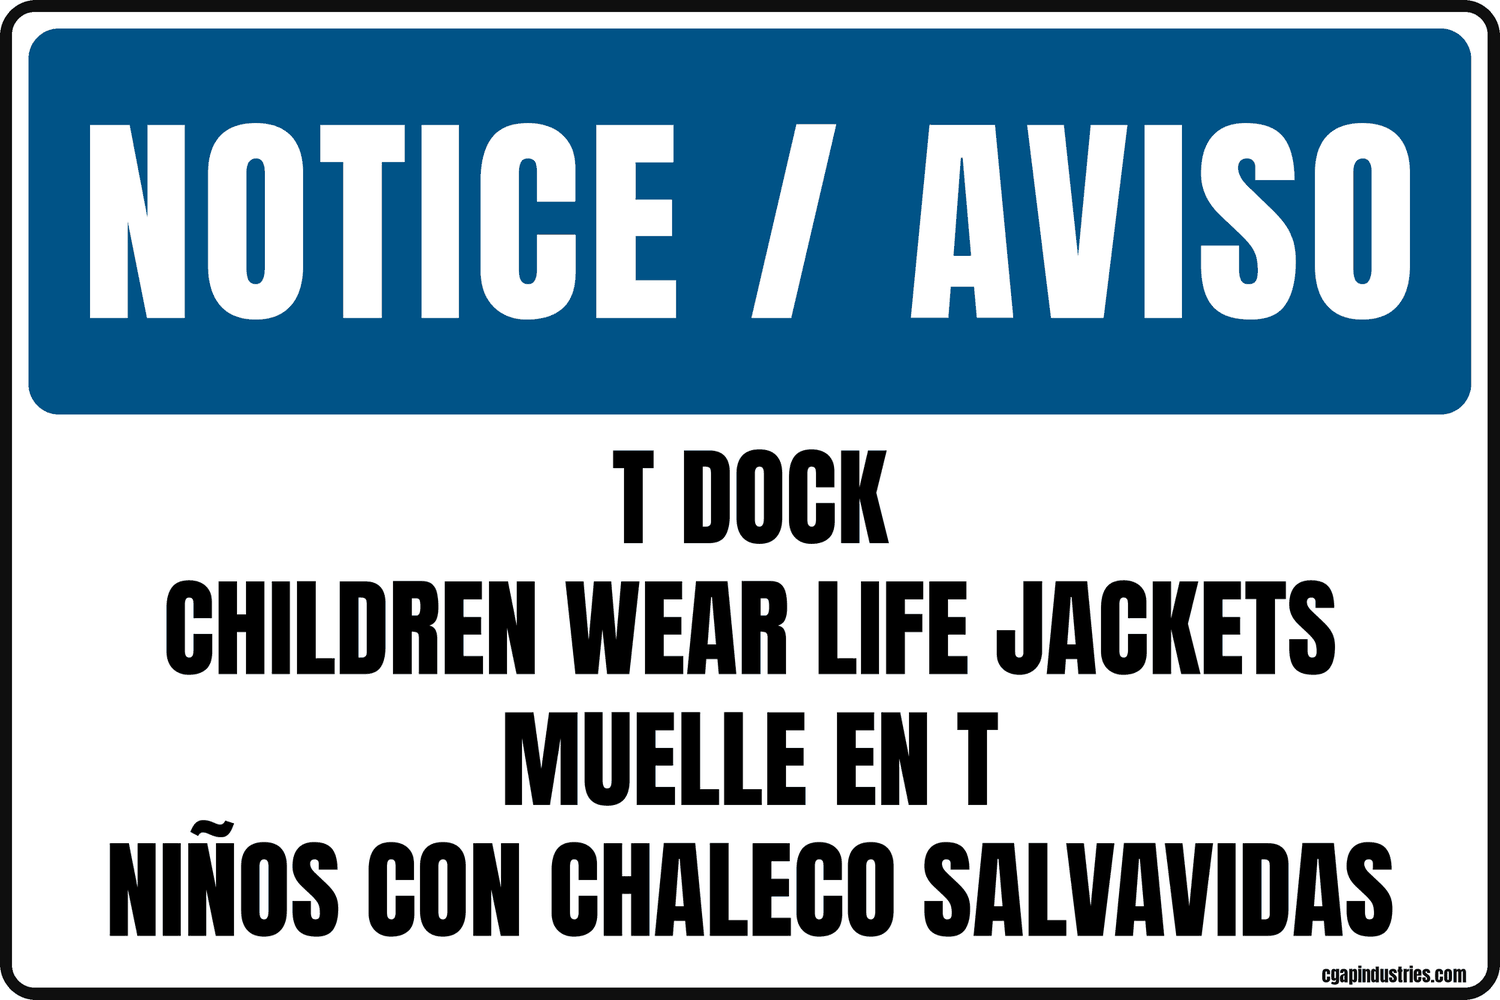 NOTICE / AVISO
T DOCK
CHILDREN WEAR LIFE JACKETS
MUELLE EN T
NIÑOS CON CHALECO SALVAVIDAS
cgapindustries.com